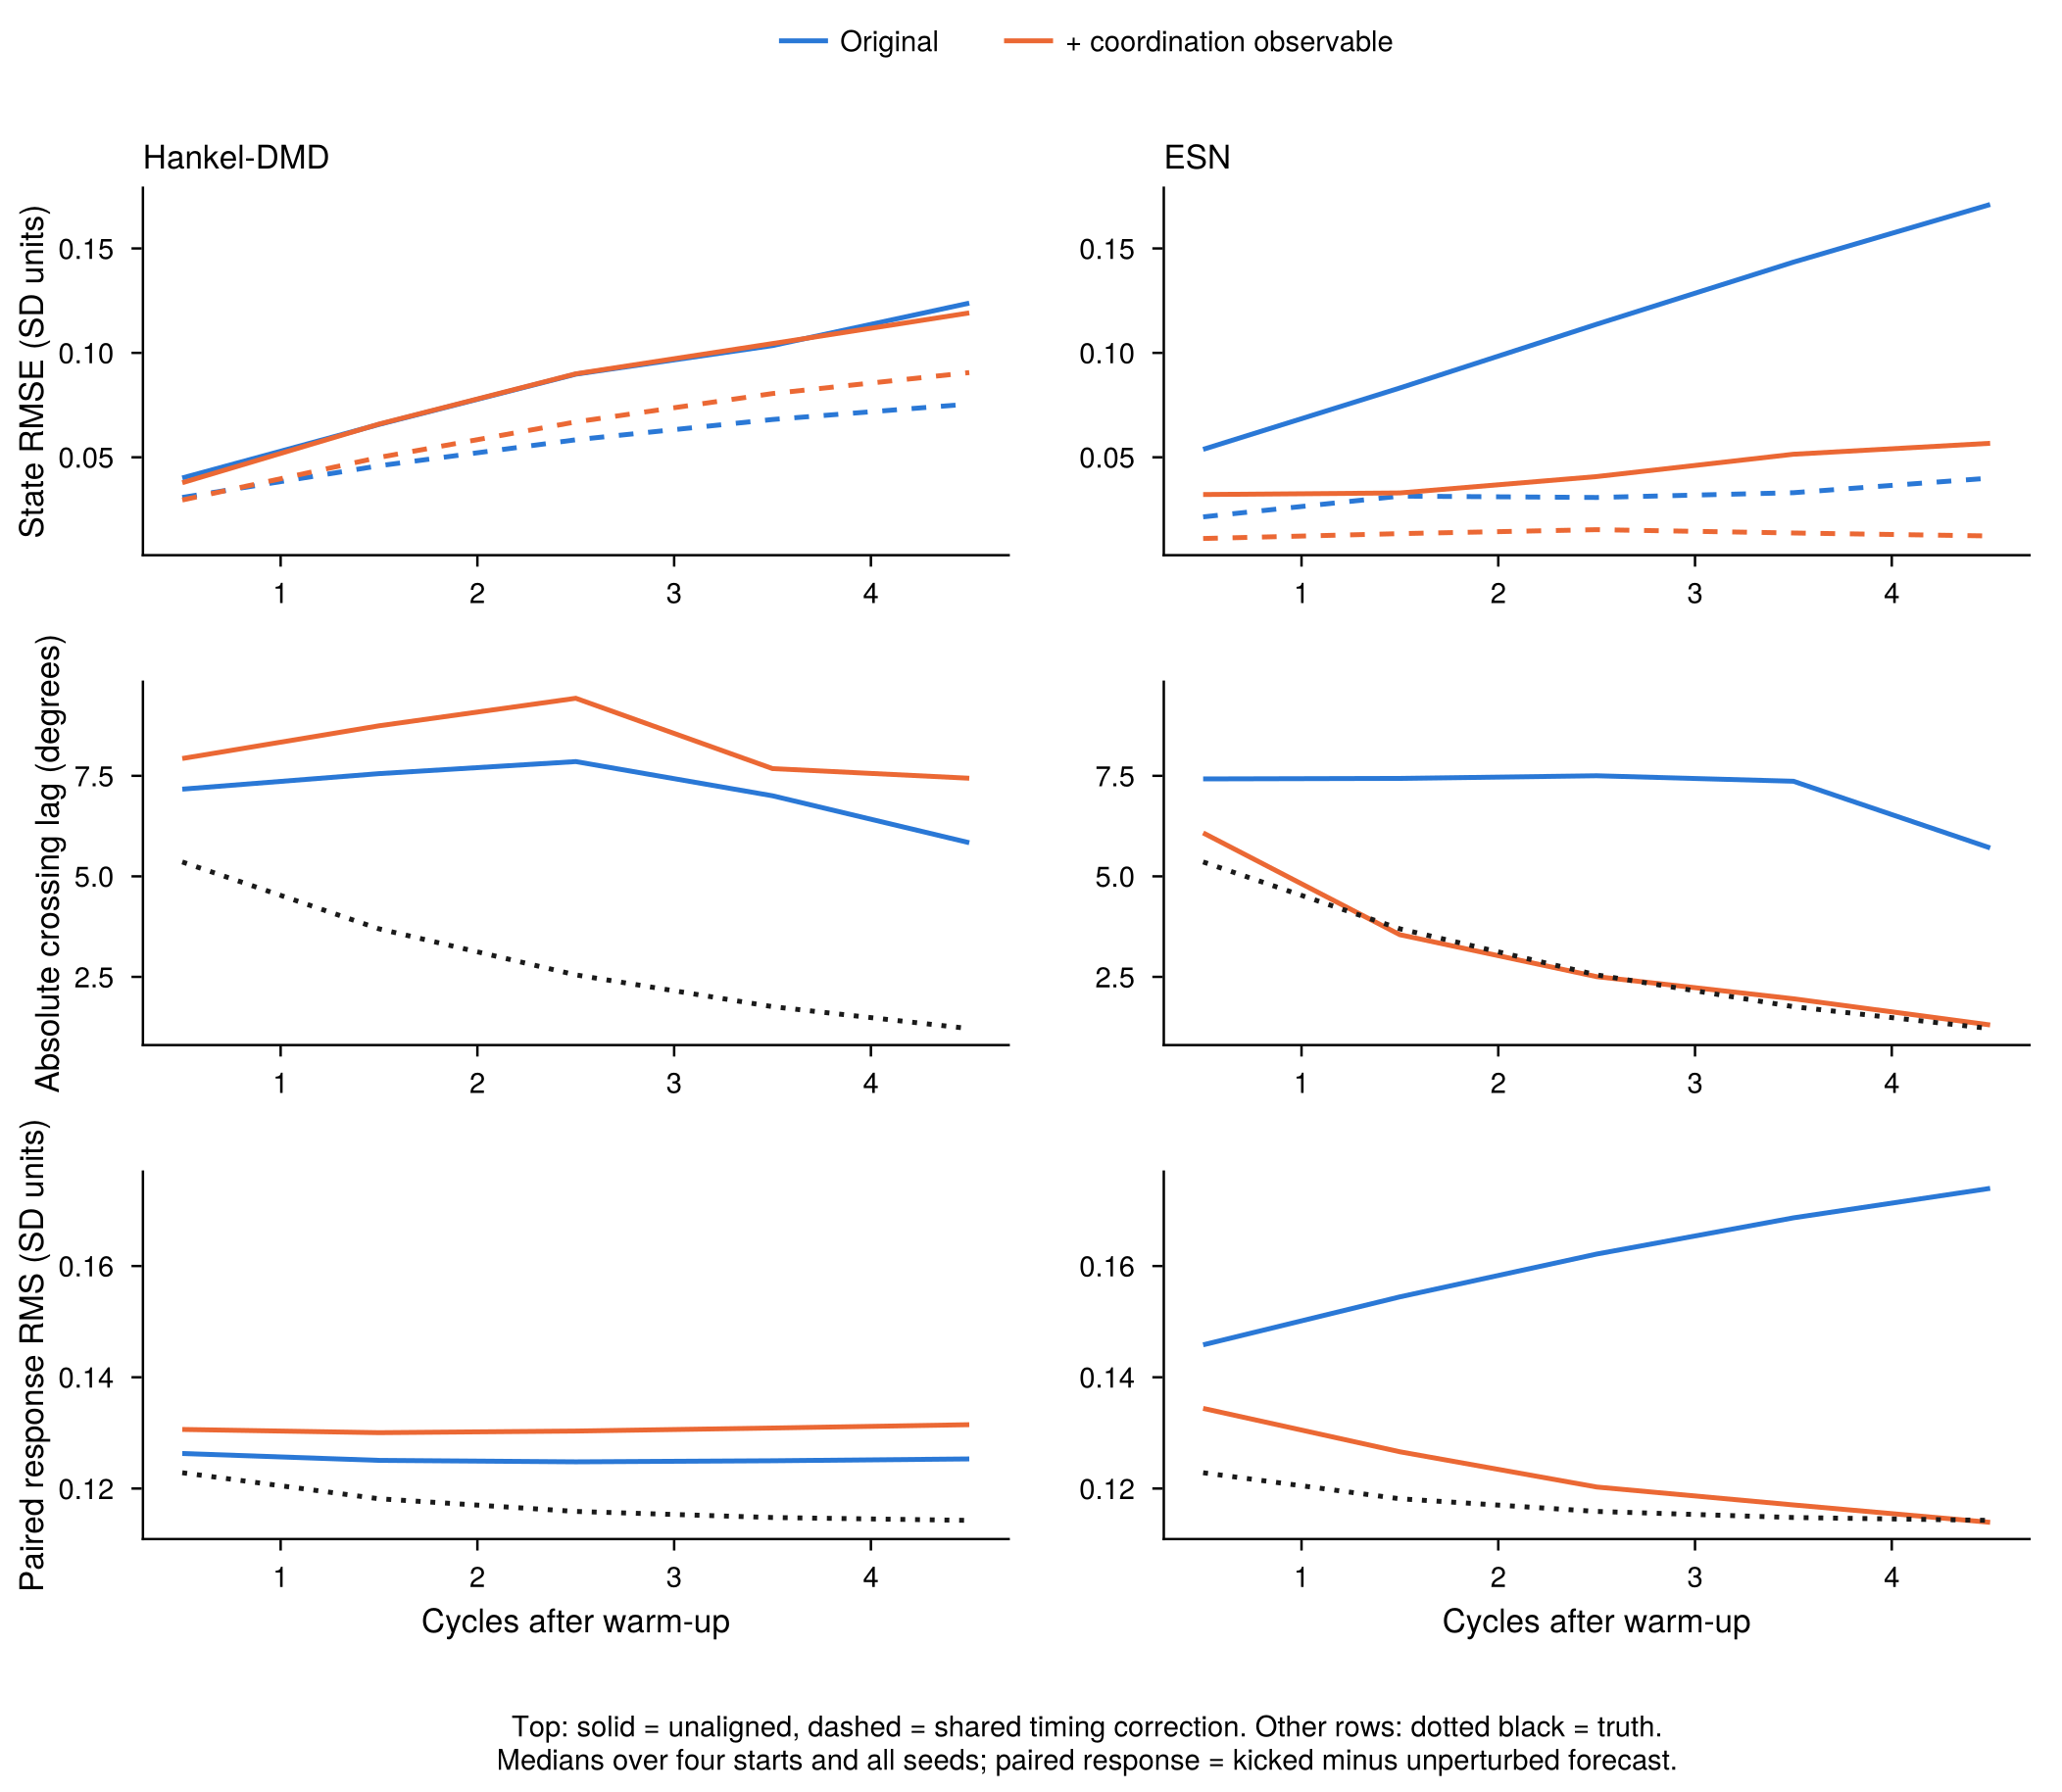 Original
+ coordination observable
Hankel-DMD
ESN
State RMSE (SD units)
0.15
0.10
0.05
1 2 3 4
0.15
0.10
0.05
1 2 3 4
Absolute crossing lag (degrees)
7.5
5.0
2.5
1 2 3 4
7.5
5.0
2.5
1 2 3 4
Paired response RMS (SD units)
0.16
0.14
0.12
1 2 3 4
Cycles after warm-up
0.16
0.14
0.12
1 2 3 4
Cycles after warm-up
Top: solid = unaligned, dashed = shared timing correction. Other rows: dotted black = truth.
Medians over four starts and all seeds; paired response = kicked minus unperturbed forecast.